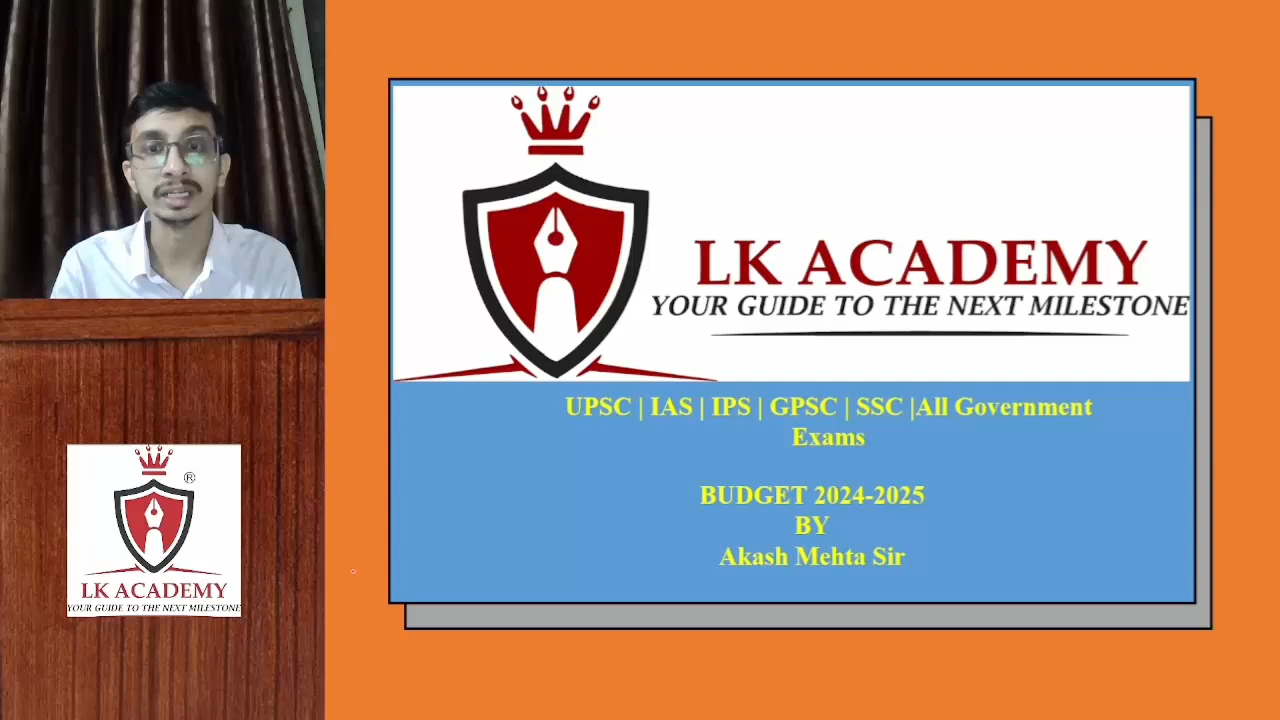 LK ACADEMY
YOUR GUIDE TO THE NEXT MILESTONE
UPSC | IAS | IPS | GPSC | SSC |All Government
Exams
BUDGET 2024-2025
BY
Akash Mehta Sir
®
LK ACADEMY
YOUR GUIDE TO THE NEXT MILESTONE